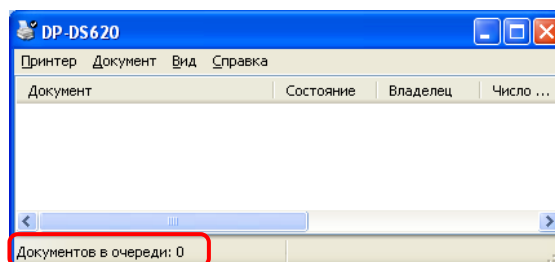 DP-DS620
Принтер Документ Вид Справка
Документ Состояние Владелец Число ...
Документов в очереди: 0